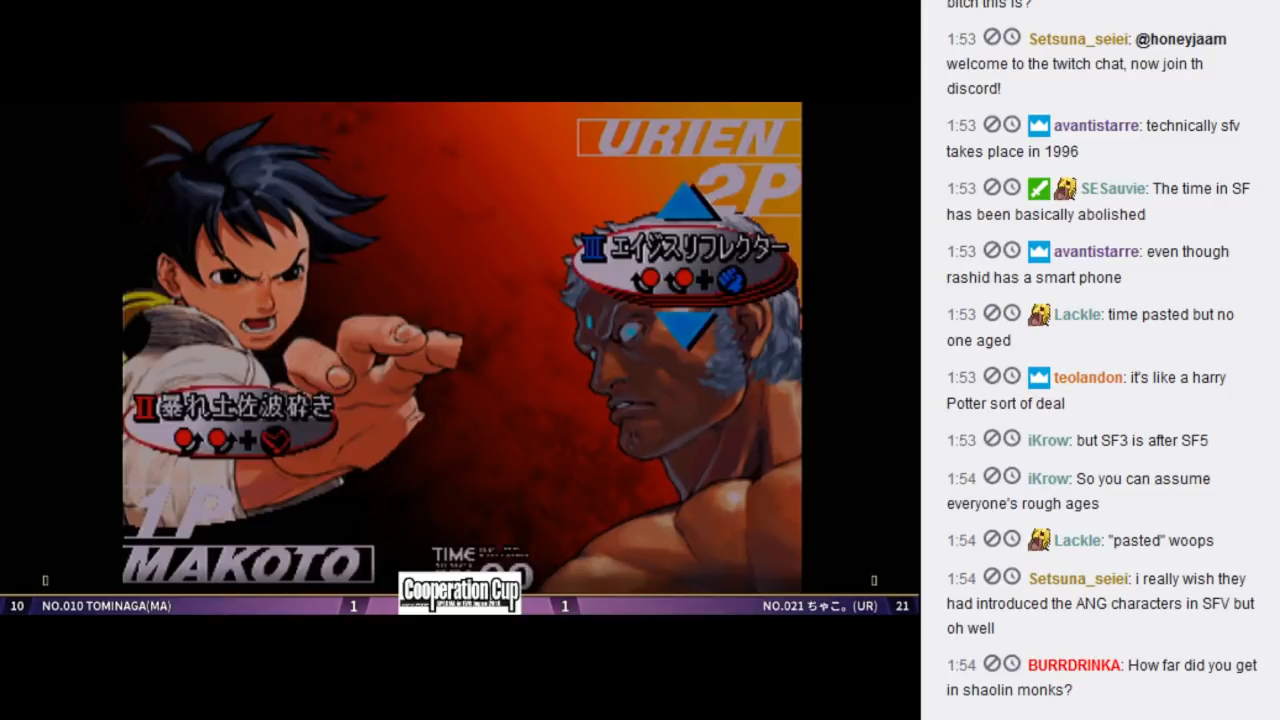 URIEN
2P
III エイジスリフレクター
II 暴れ土佐波砕き
1P
MAKOTO
TIME
Cooperation Cup
10 NO.010 TOMINAGA(MA) 1 1 NO.021 ちゃこ。(UR) 21
bitch this is?
1:53 Setsuna_seiei: @honeyjaam
welcome to the twitch chat, now join th
discord!
1:53 avantistarre: technically sfv
takes place in 1996
1:53 SESauvie: The time in SF
has been basically abolished
1:53 avantistarre: even though
rashid has a smart phone
1:53 Lackle: time pasted but no
one aged
1:53 teolandon: it's like a harry
Potter sort of deal
1:53 iKrow: but SF3 is after SF5
1:54 iKrow: So you can assume
everyone's rough ages
1:54 Lackle: "pasted" woops
1:54 Setsuna_seiei: i really wish they
had introduced the ANG characters in SFV but
oh well
1:54 BURRDRINKA: How far did you get
in shaolin monks?